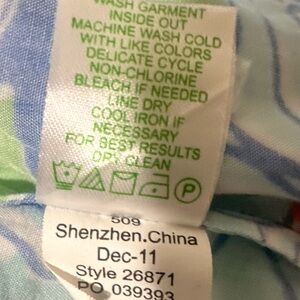 WASH GARMENT
INSIDE OUT
MACHINE WASH COLD
WITH LIKE COLORS
DELICATE CYCLE
NON-CHLORINE
BLEACH IF NEEDED
LINE DRY
COOL IRON IF
NECESSARY
FOR BEST RESULTS
DRY CLEAN
P
509
Shenzhen.China
Dec-11
Style 26871
PO 039393